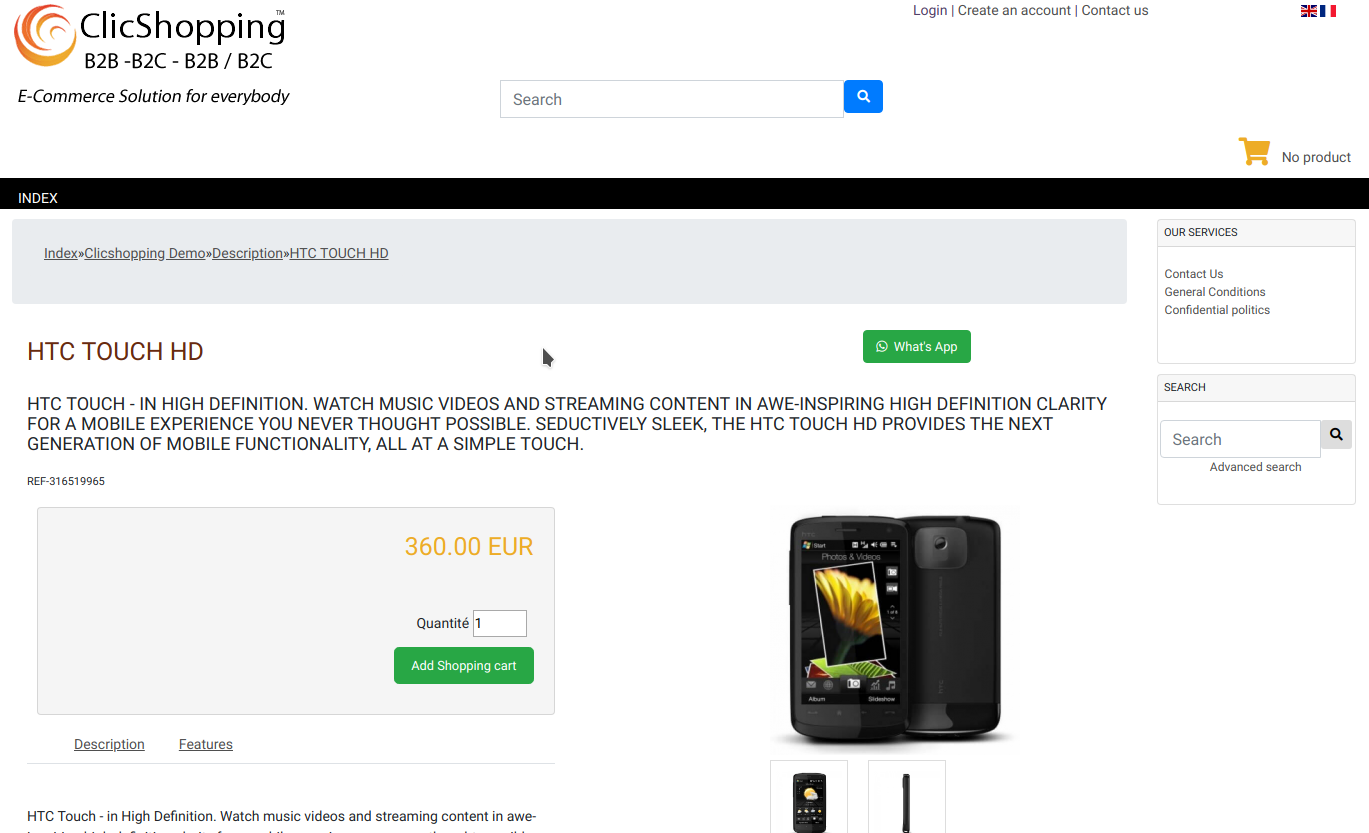 ClicShopping™
B2B -B2C - B2B / B2C
E-Commerce Solution for everybody
Login | Create an account | Contact us
Search
No product
INDEX
Index»Clicshopping Demo»Description»HTC TOUCH HD
HTC TOUCH HD
What's App
HTC TOUCH - IN HIGH DEFINITION. WATCH MUSIC VIDEOS AND STREAMING CONTENT IN AWE-INSPIRING HIGH DEFINITION CLARITY
FOR A MOBILE EXPERIENCE YOU NEVER THOUGHT POSSIBLE. SEDUCTIVELY SLEEK, THE HTC TOUCH HD PROVIDES THE NEXT
GENERATION OF MOBILE FUNCTIONALITY, ALL AT A SIMPLE TOUCH.
REF-316519965
360.00 EUR
Quantité 1
Add Shopping cart
Description Features
HTC Touch - in High Definition. Watch music videos and streaming content in awe-
hTC
Start
Photos & Videos
1 of 8
Album Slideshow
OUR SERVICES
Contact Us
General Conditions
Confidential politics
SEARCH
Search
Advanced search